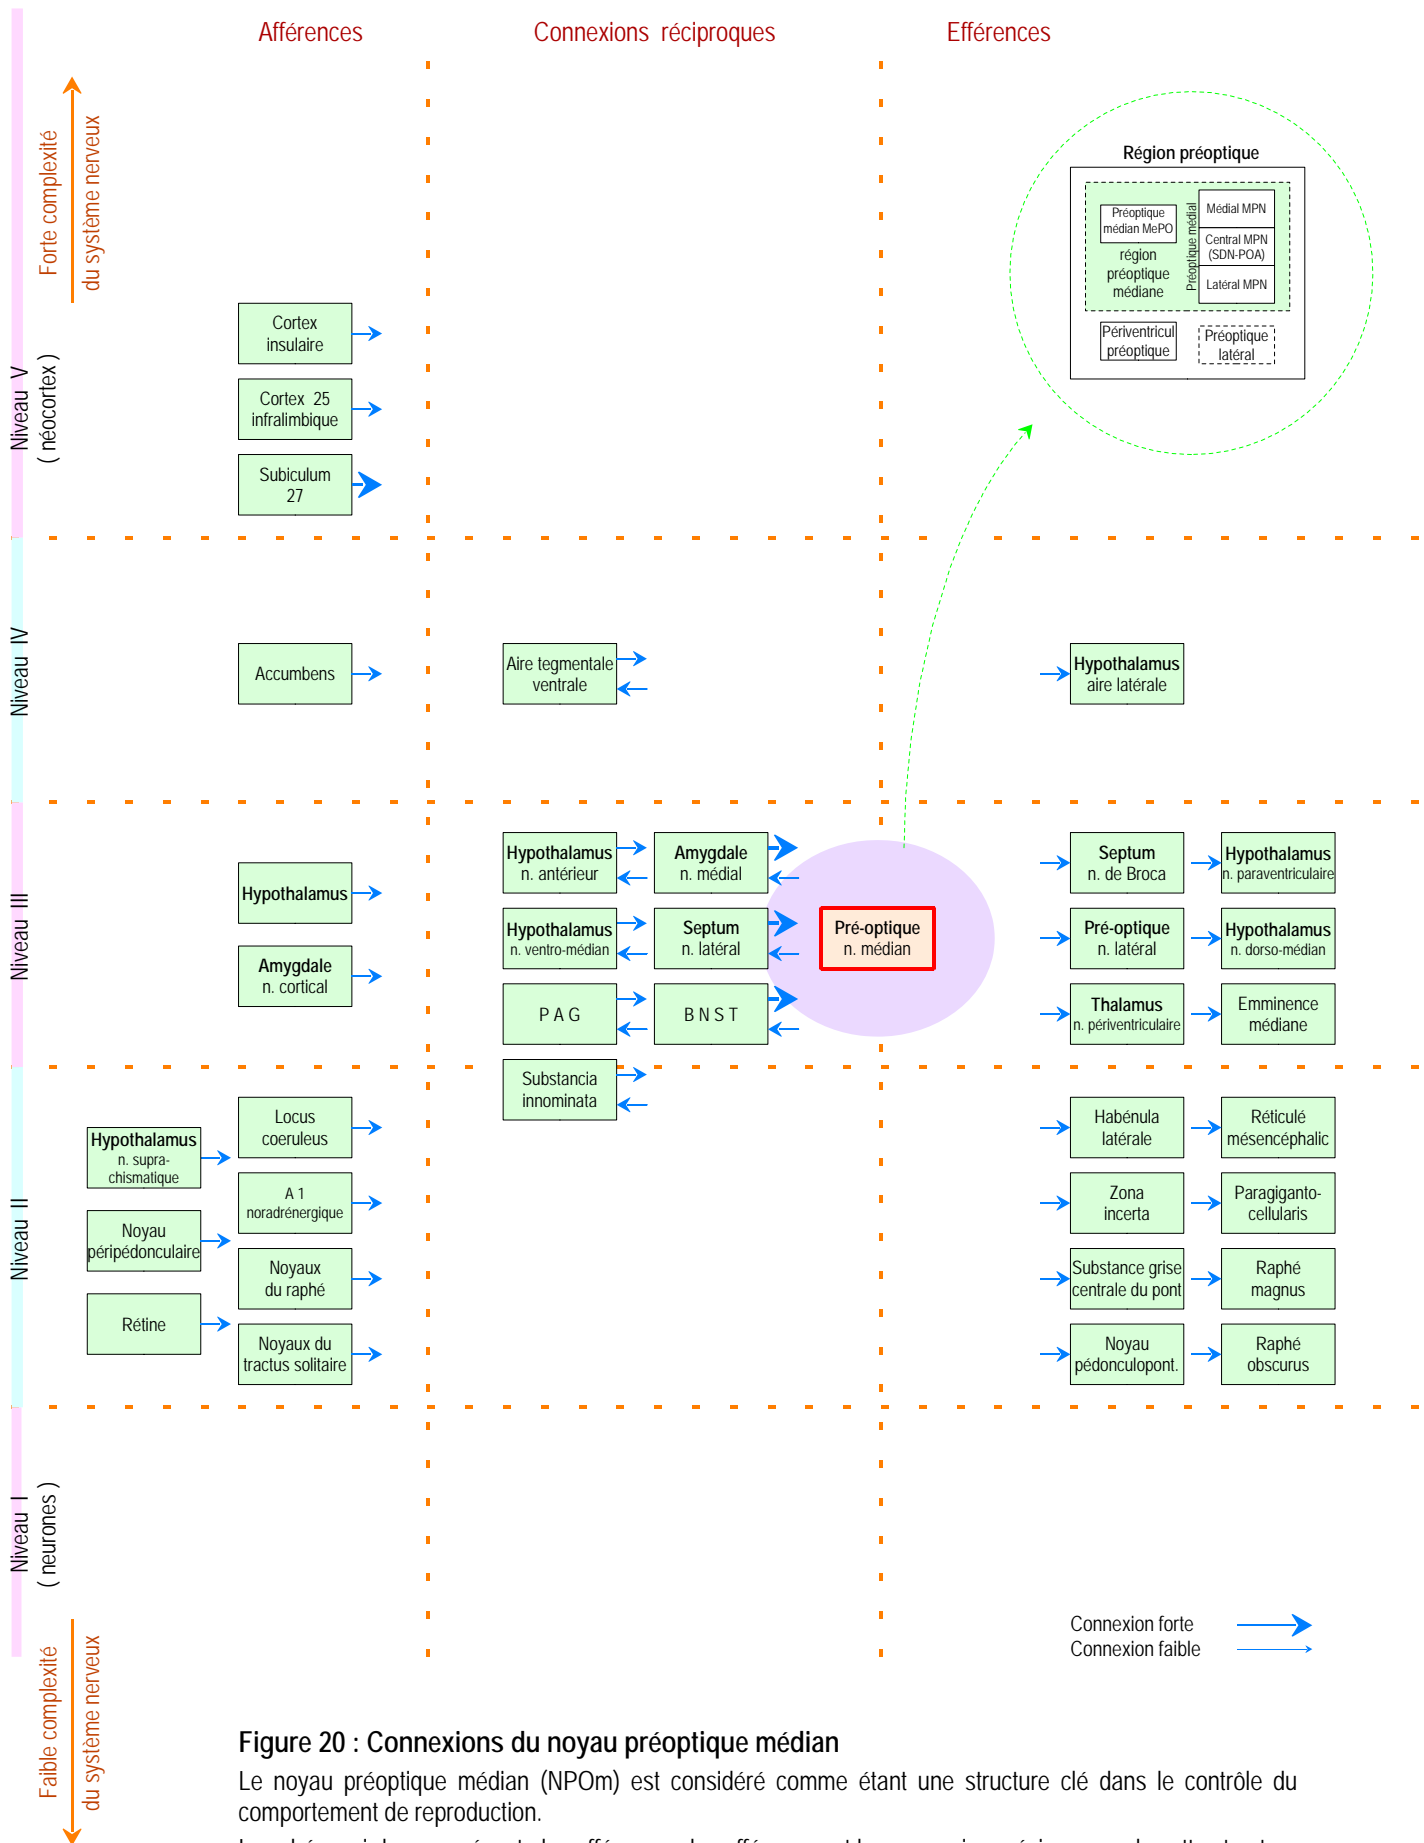 Afférences
Connexions réciproques
Efférences
Forte complexité
du système nerveux
Niveau V
( néocortex )
Région préoptique
Préoptique
médian MePO
région
préoptique
médiane
Préoptique médial
Médial MPN
Central MPN
(SDN-POA)
Latéral MPN
Périventricul
préoptique
Préoptique
latéral
Cortex
insulaire
Cortex 25
infralimbique
Subiculum
27
Niveau IV
Accumbens
Aire tegmentale
ventrale
Hypothalamus
aire latérale
Niveau III
Hypothalamus
Amygdale
n. cortical
Hypothalamus
n. antérieur
Amygdale
n. médial
Hypothalamus
n. ventro-médian
Septum
n. latéral
P A G
B N S T
Substancia
innominata
Pré-optique
n. médian
Septum
n. de Broca
Hypothalamus
n. paraventriculaire
Pré-optique
n. latéral
Hypothalamus
n. dorso-médian
Thalamus
n. périventriculaire
Emminence
médiane
Niveau II
Hypothalamus
n. supra-
chismatique
Noyau
péripédonculaire
Rétine
Locus
coeruleus
A 1
noradrénergique
Noyaux
du raphé
Noyaux du
tractus solitaire
Habénula
latérale
Réticulé
mésencéphalic
Zona
incerta
Paragiganto-
cellularis
Substance grise
centrale du pont
Raphé
magnus
Noyau
pédonculopont.
Raphé
obscurus
Niveau I
( neurones )
Faible complexité
du système nerveux
Connexion forte
Connexion faible
Figure 20 : Connexions du noyau préoptique médian
Le noyau préoptique médian (NPOm) est considéré comme étant une structure clé dans le contrôle du
comportement de reproduction.